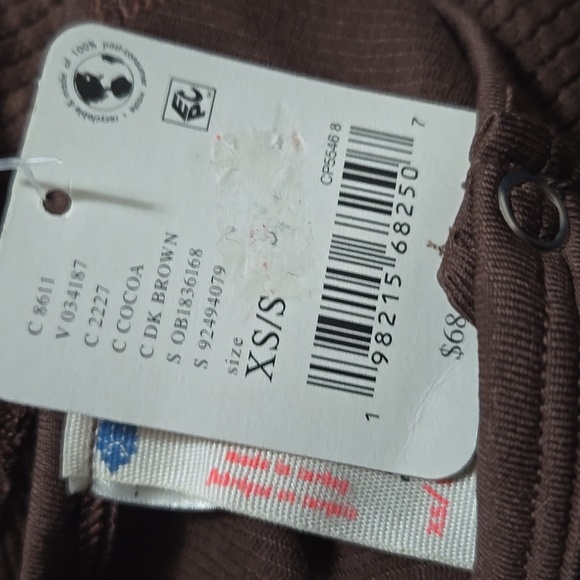 recyclable & made of 100% post-consumer
C 8611
V 034187
C 2227
C COCOA
C DK BROWN
S OB1836168
S 92494079
size
XS/S
CP5546 8
1 98215 68250 7
$68
XS/